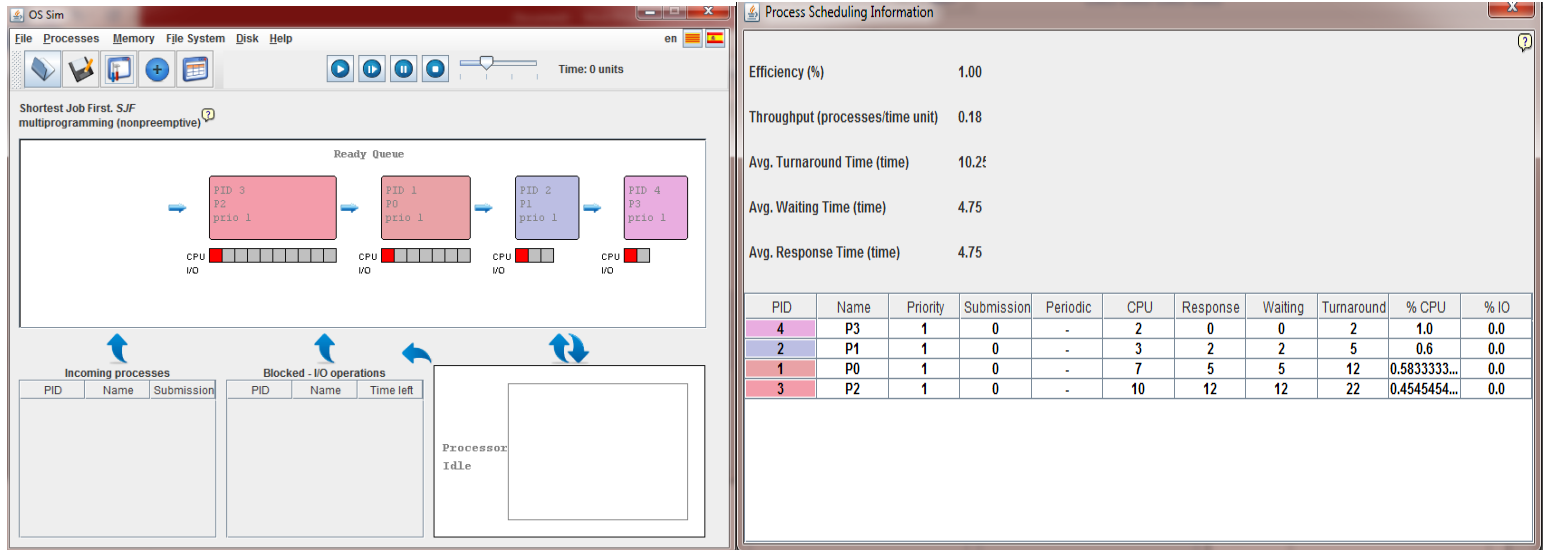 OS Sim
File Processes Memory File System Disk Help en
Time: 0 units
Shortest Job First. SJF
multiprogramming (nonpreemptive) ?
Ready Queue
PID 3 PID 1 PID 2 PID 4
P2 P0 P1 P3
prio 1 prio 1 prio 1 prio 1
CPU CPU CPU CPU
I/O I/O I/O I/O
Incoming processes Blocked - I/O operations
PID Name Submission PID Name Time left
Processor
Idle
Process Scheduling Information X
?
Efficiency (%) 1.00
Throughput (processes/time unit) 0.18
Avg. Turnaround Time (time) 10.25
Avg. Waiting Time (time) 4.75
Avg. Response Time (time) 4.75
PID Name Priority Submission Periodic CPU Response Waiting Turnaround % CPU % IO
4 P3 1 0 - 2 0 0 2 1.0 0.0
2 P1 1 0 - 3 2 2 5 0.6 0.0
1 P0 1 0 - 7 5 5 12 0.5833333... 0.0
3 P2 1 0 - 10 12 12 22 0.4545454... 0.0